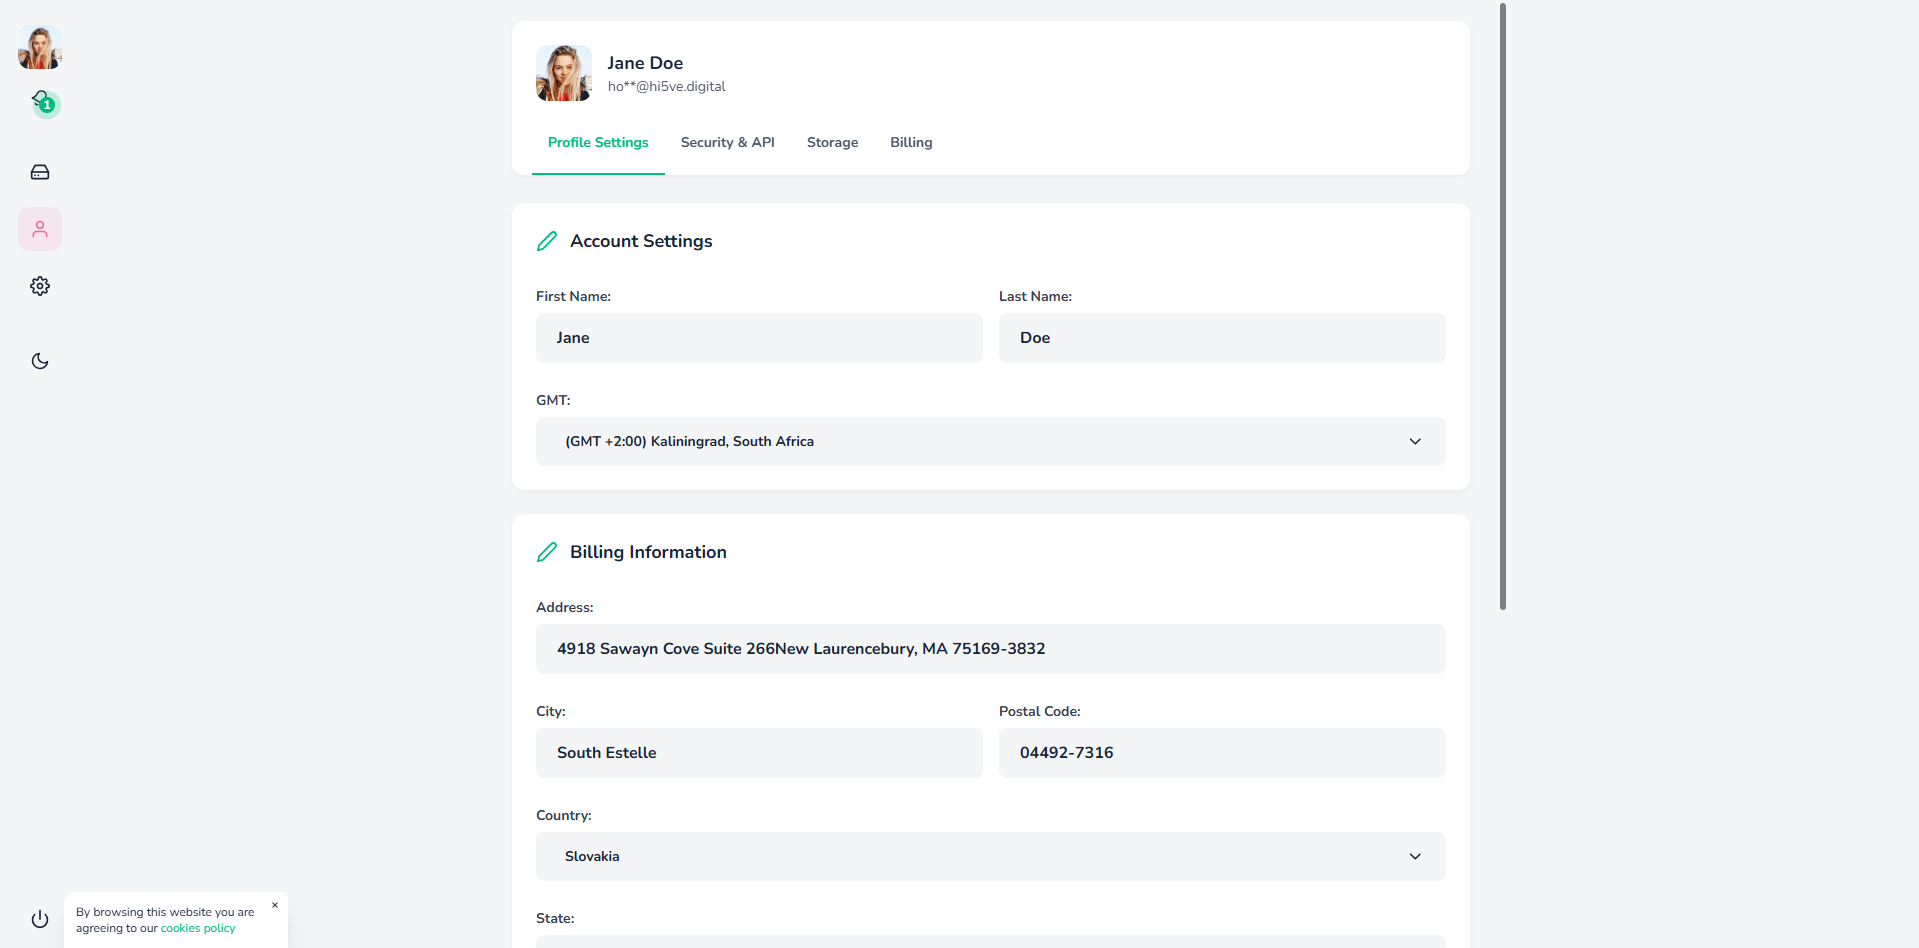 1
Jane Doe
ho**@hi5ve.digital
Profile Settings
Security & API
Storage
Billing
Account Settings
First Name:
Last Name:
Jane
Doe
GMT:
(GMT +2:00) Kaliningrad, South Africa
Billing Information
Address:
4918 Sawayn Cove Suite 266New Laurencebury, MA 75169-3832
City:
Postal Code:
South Estelle
04492-7316
Country:
Slovakia
State:
By browsing this website you are
agreeing to our cookies policy
×